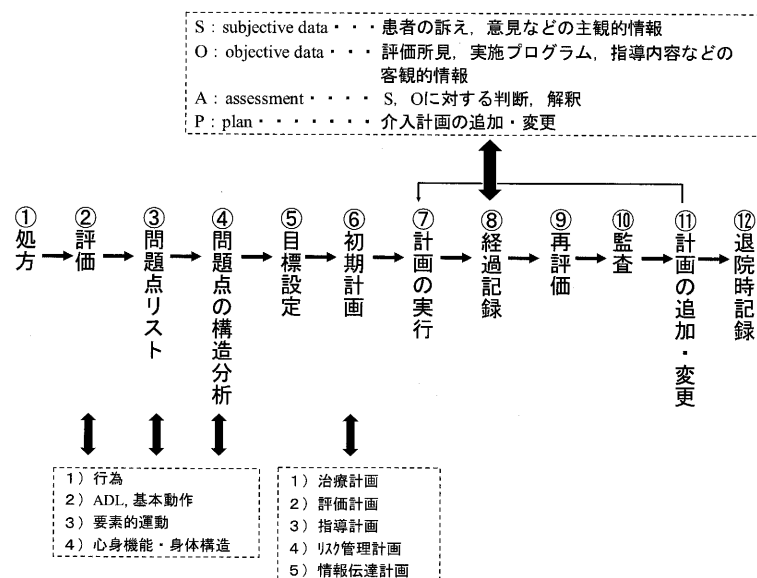 S : subjective data・・・患者の訴え，意見などの主観的情報
O : objective data・・・ 評価所見，実施プログラム，指導内容などの
客観的情報
A : assessment・・・・ S，Oに対する判断，解釈
P : plan・・・・・・・ 介入計画の追加・変更
①処方
②評価
③問題点リスト
④問題点の構造分析
⑤目標設定
⑥初期計画
⑦計画の実行
⑧経過記録
⑨再評価
⑩監査
⑪計画の追加・変更
⑫退院時記録
1）行為
2）ADL, 基本動作
3）要素的運動
4）心身機能・身体構造
1）治療計画
2）評価計画
3）指導計画
4）ﾘｽｸ管理計画
5）情報伝達計画